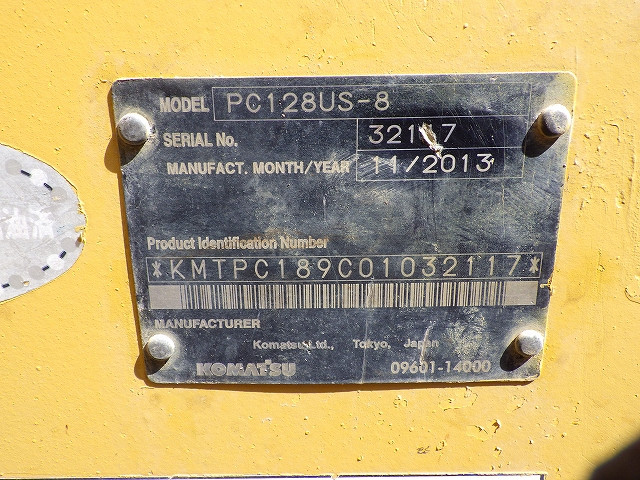 MODEL PC128US-8
SERIAL No. 32117
MANUFACT. MONTH/YEAR 11/2013
Product Identification Number
*KMTPC189C01032117*
MANUFACTURER
Komatsu Ltd., Tokyo, Japan
KOMATSU 09601-14000